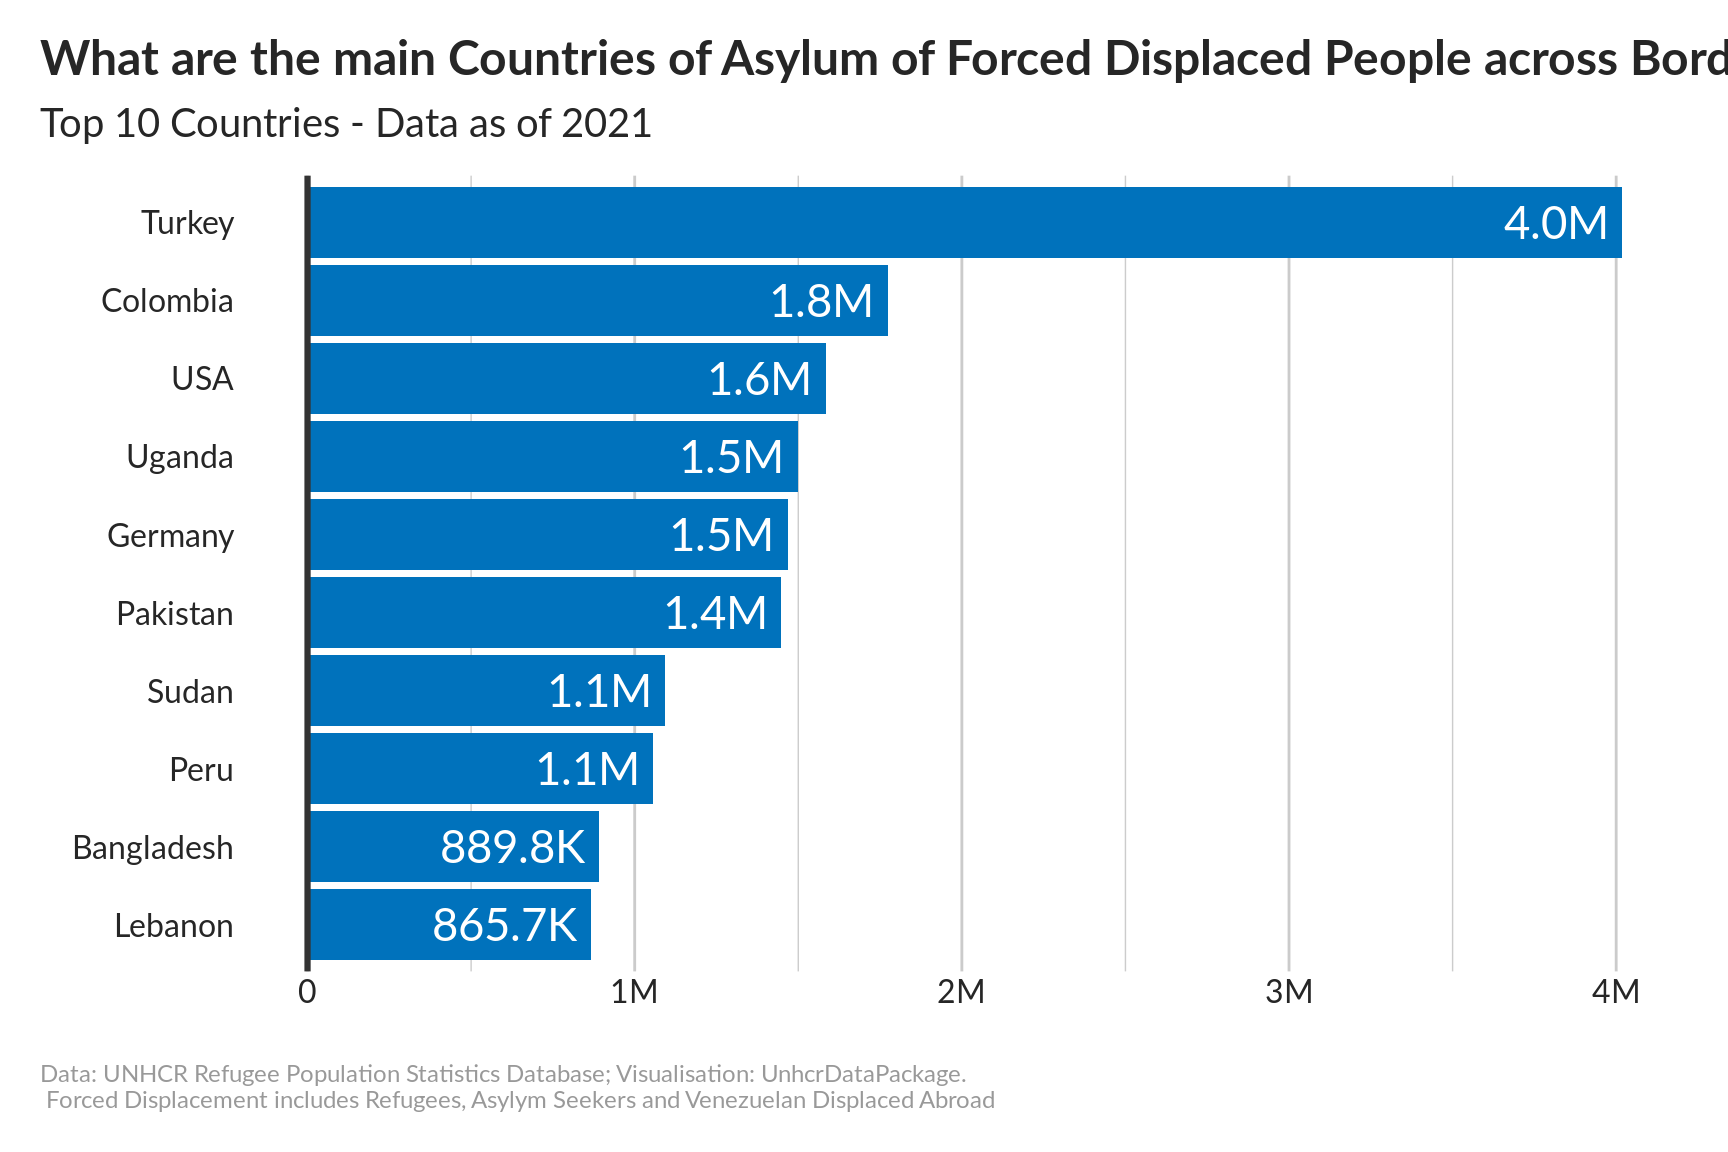 What are the main Countries of Asylum of Forced Displaced People across Bord
Top 10 Countries - Data as of 2021
Turkey 4.0M
Colombia 1.8M
USA 1.6M
Uganda 1.5M
Germany 1.5M
Pakistan 1.4M
Sudan 1.1M
Peru 1.1M
Bangladesh 889.8K
Lebanon 865.7K
0 1M 2M 3M 4M
Data: UNHCR Refugee Population Statistics Database; Visualisation: UnhcrDataPackage.
Forced Displacement includes Refugees, Asylym Seekers and Venezuelan Displaced Abroad